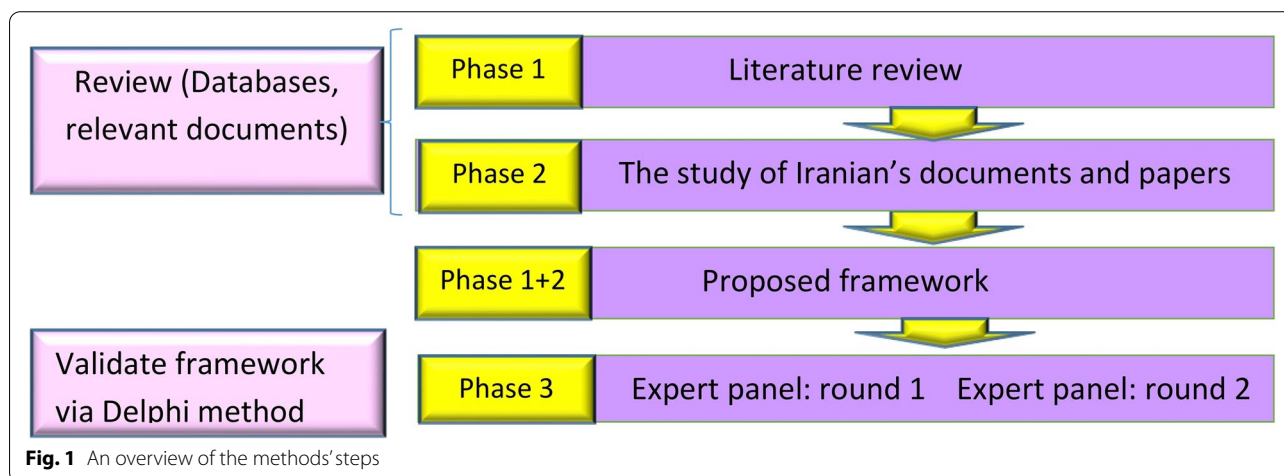 Review (Databases,
relevant documents)
Phase 1
Literature review
Phase 2
The study of Iranian’s documents and papers
Phase 1+2
Proposed framework
Validate framework
via Delphi method
Phase 3
Expert panel: round 1 Expert panel: round 2
Fig. 1 An overview of the methods’ steps